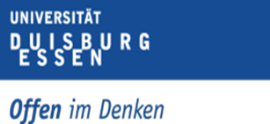 UNIVERSITÄT
DUISBURG
ESSEN
Offen im Denken